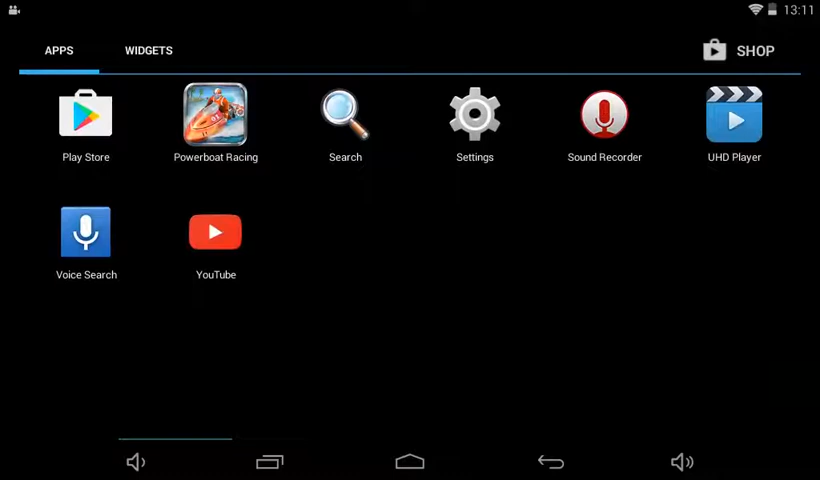 13:11
APPS
WIDGETS
SHOP
Play Store
Powerboat Racing
Search
Settings
Sound Recorder
UHD Player
Voice Search
YouTube